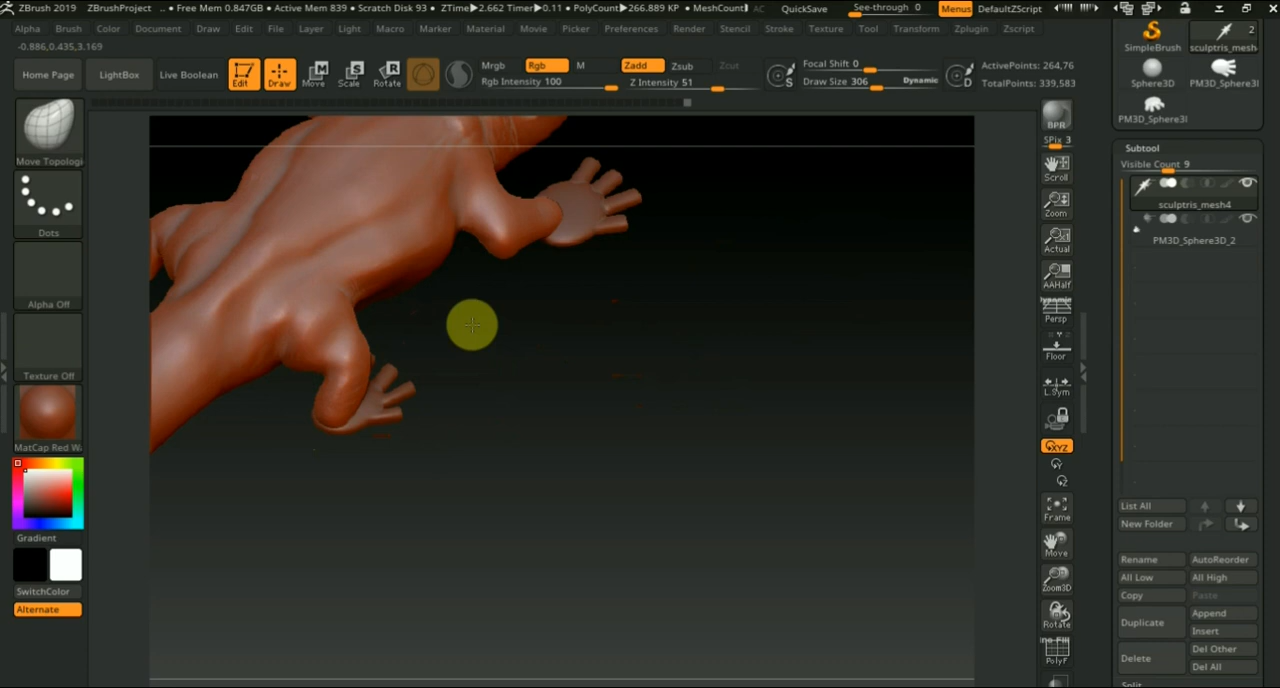 ZBrush 2019 ZBrushProject .. • Free Mem 0.847GB • Active Mem 839 • Scratch Disk 93 • ZTime▶2.662 Timer▶0.11 • PolyCount▶266.889 KP • MeshCount▶1 AC QuickSave See-through 0 Menus DefaultZScript
Alpha Brush Color Document Draw Edit File Layer Light Macro Marker Material Movie Picker Preferences Render Stencil Stroke Texture Tool Transform Zplugin Zscript
-0.886,0.435,3.169
Home Page LightBox Live Boolean Edit Draw Move Scale Rotate
Mrgb Rgb M Zadd Zsub Zcut
Rgb Intensity 100 Z Intensity 51
Focal Shift 0
Draw Size 306 Dynamic
ActivePoints: 264,76
TotalPoints: 339,583
Move Topologi
Dots
Alpha Off
Texture Off
MatCap Red Wa
Gradient
SwitchColor
Alternate
BPR
SPix 3
Scroll
Zoom
Actual
AAHalf
Dynamic
Persp
Floor
L.Sym
XYZ
Y
Z
Frame
Move
Zoom3D
Rotate
PolyF
2
SimpleBrush sculptris_mesh
Sphere3D PM3D_Sphere3I
PM3D_Sphere3I
Subtool
Visible Count 9
sculptris_mesh4
PM3D_Sphere3D_2
List All
New Folder
Rename AutoReorder
All Low All High
Copy Paste
Duplicate Append
Insert
Delete Del Other
Del All
Split